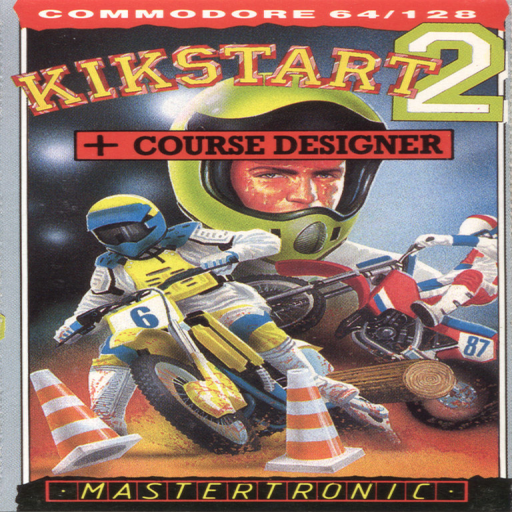 COMMODORE 64/128
KIKSTART 2
+ COURSE DESIGNER
6
87
· MASTERTRONIC ·